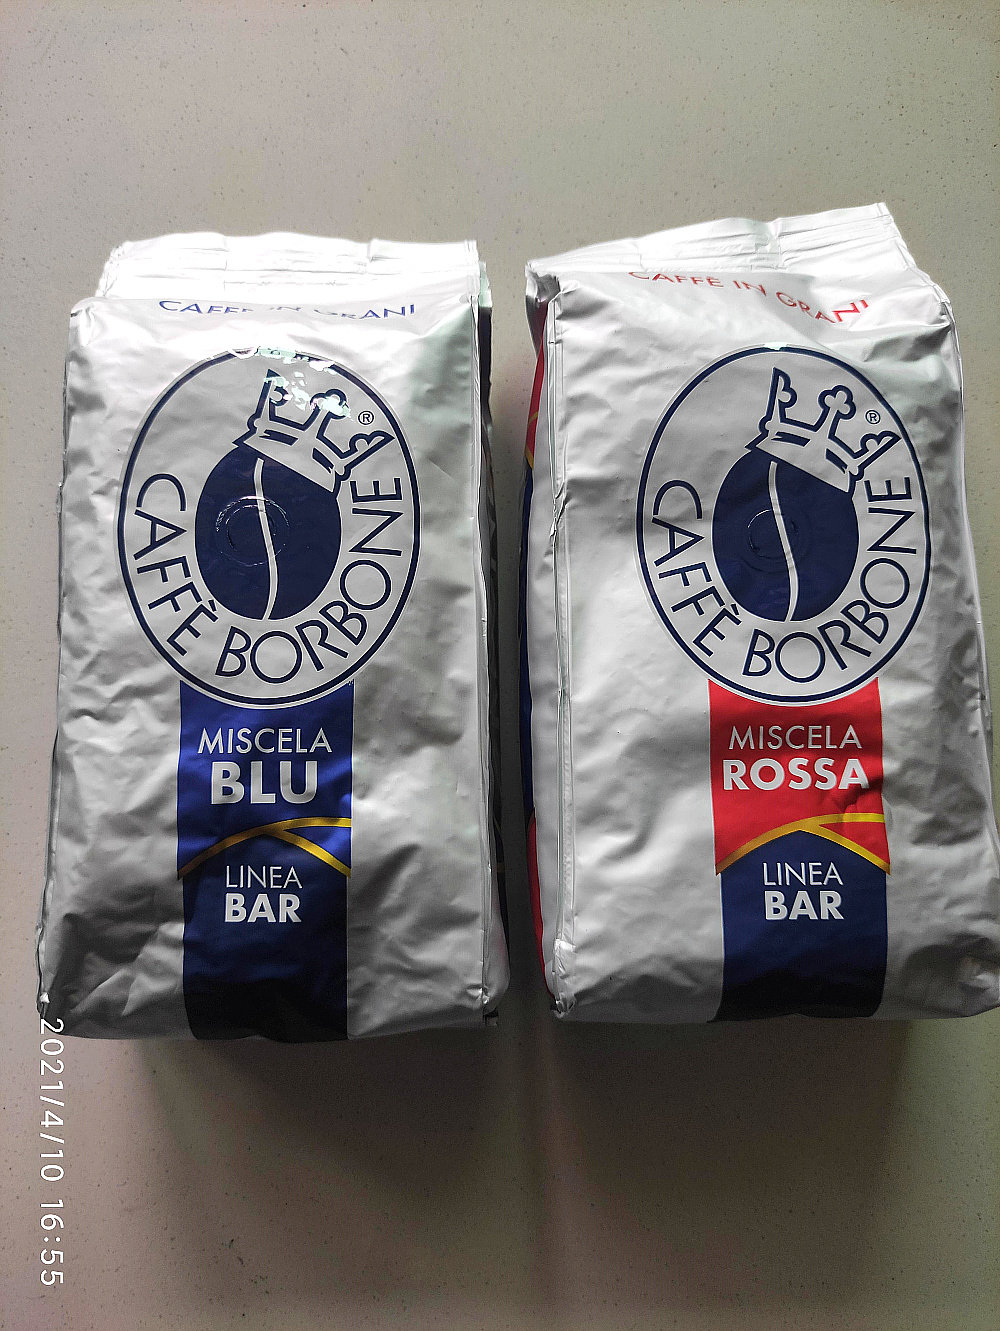 CAFFÈ IN GRANI
®
CAFFÈ BORBONE
MISCELA
BLU
LINEA
BAR
CAFFÈ IN GRANI
®
CAFFÈ BORBONE
MISCELA
ROSSA
LINEA
BAR
2021/4/10 16:55